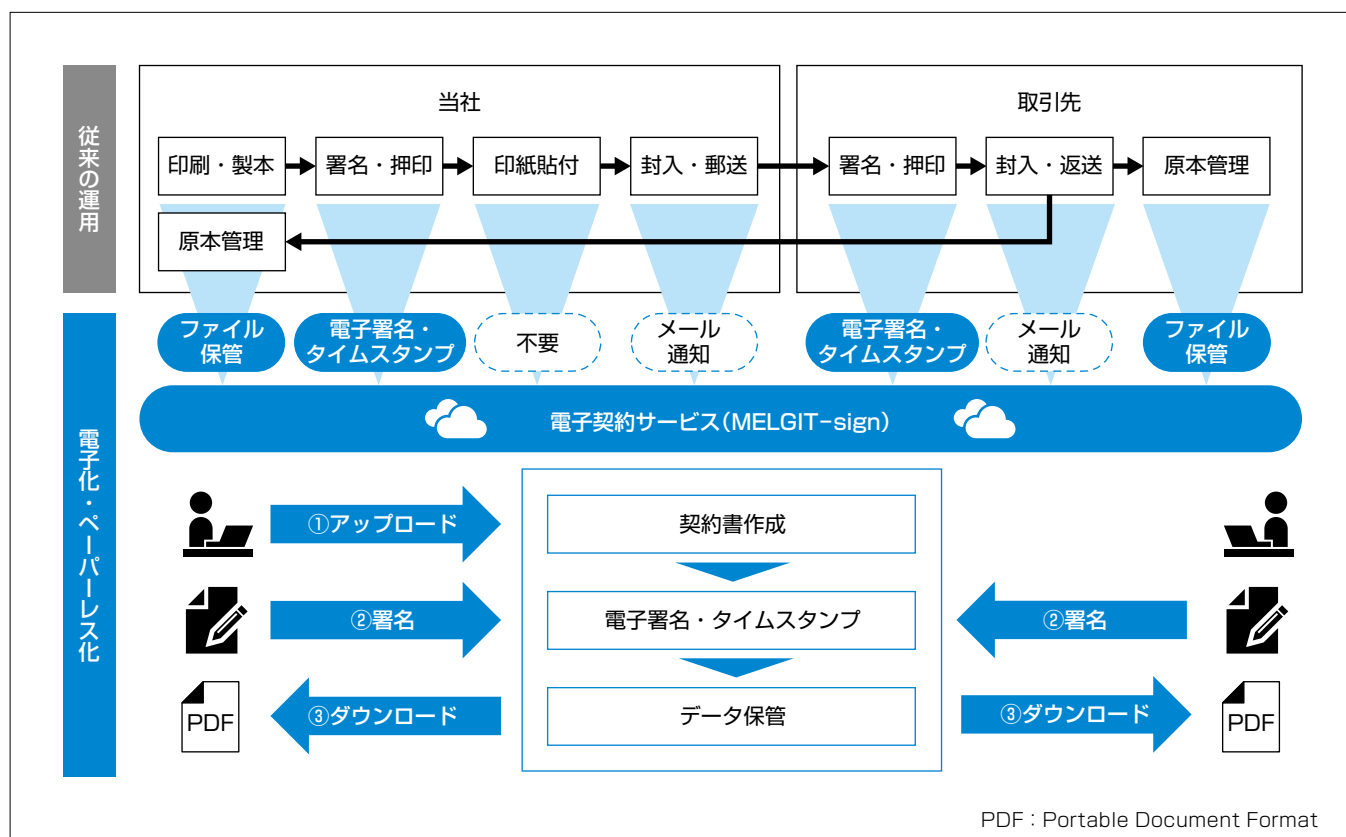 従来の運用
当社
取引先
印刷・製本
署名・押印
印紙貼付
封入・郵送
署名・押印
封入・返送
原本管理
原本管理
ファイル
保管
電子署名・
タイムスタンプ
不要
メール
通知
電子署名・
タイムスタンプ
メール
通知
ファイル
保管
電子化・ペーパーレス化
電子契約サービス(MELGIT-sign)
①アップロード
契約書作成
②署名
電子署名・タイムスタンプ
②署名
PDF
③ダウンロード
データ保管
③ダウンロード
PDF
PDF:Portable Document Format